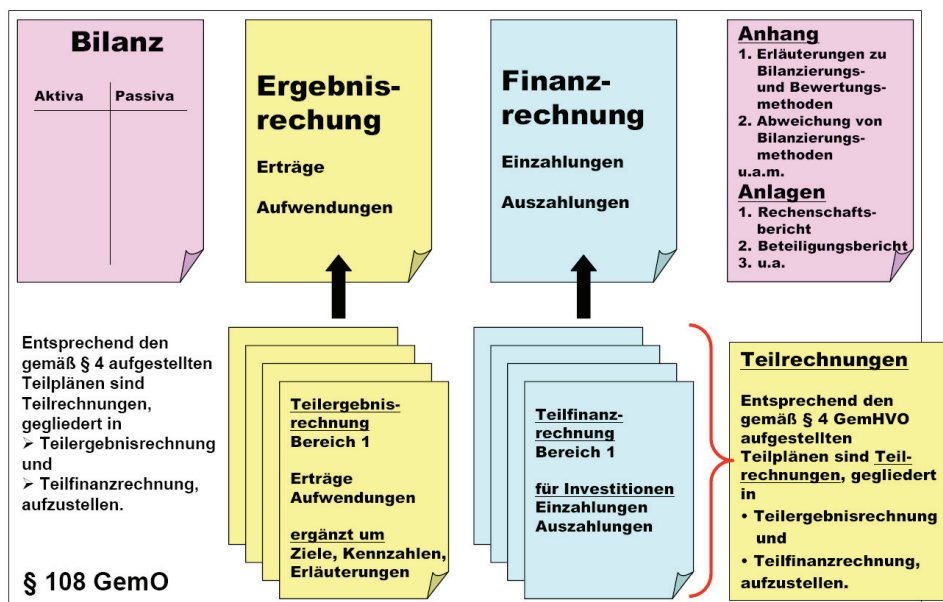 Bilanz
Aktiva
Passiva
Ergebnis-
rechung
Erträge
Aufwendungen
Finanz-
rechnung
Einzahlungen
Auszahlungen
Anhang
1. Erläuterungen zu
Bilanzierungs-
und Bewertungs-
methoden
2. Abweichung von
Bilanzierungs-
methoden
u.a.m.
Anlagen
1. Rechenschafts-
bericht
2. Beteiligungsbericht
3. u.a.
Entsprechend den
gemäß § 4 aufgestellten
Teilplänen sind
Teilrechnungen,
gegliedert in
➢ Teilergebnisrechnung
und
➢ Teilfinanzrechnung,
aufzustellen.
§ 108 GemO
Teilergebnis-
rechnung
Bereich 1
Erträge
Aufwendungen
ergänzt um
Ziele, Kennzahlen,
Erläuterungen
Teilfinanz-
rechnung
Bereich 1
für Investitionen
Einzahlungen
Auszahlungen
Teilrechnungen
Entsprechend den
gemäß § 4 GemHVO
aufgestellten
Teilplänen sind Teil-
rechnungen, gegliedert
in
• Teilergebnisrechnung
und
• Teilfinanzrechnung,
aufzustellen.